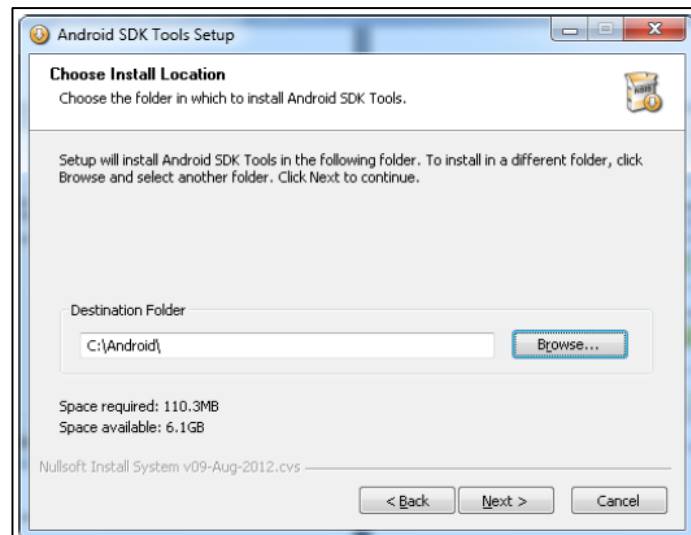 Android SDK Tools Setup
Choose Install Location
Choose the folder in which to install Android SDK Tools.
Setup will install Android SDK Tools in the following folder. To install in a different folder, click
Browse and select another folder. Click Next to continue.
Destination Folder
C:\Android\
Browse...
Space required: 110.3MB
Space available: 6.1GB
Nullsoft Install System v09-Aug-2012.cvs
< Back
Next >
Cancel